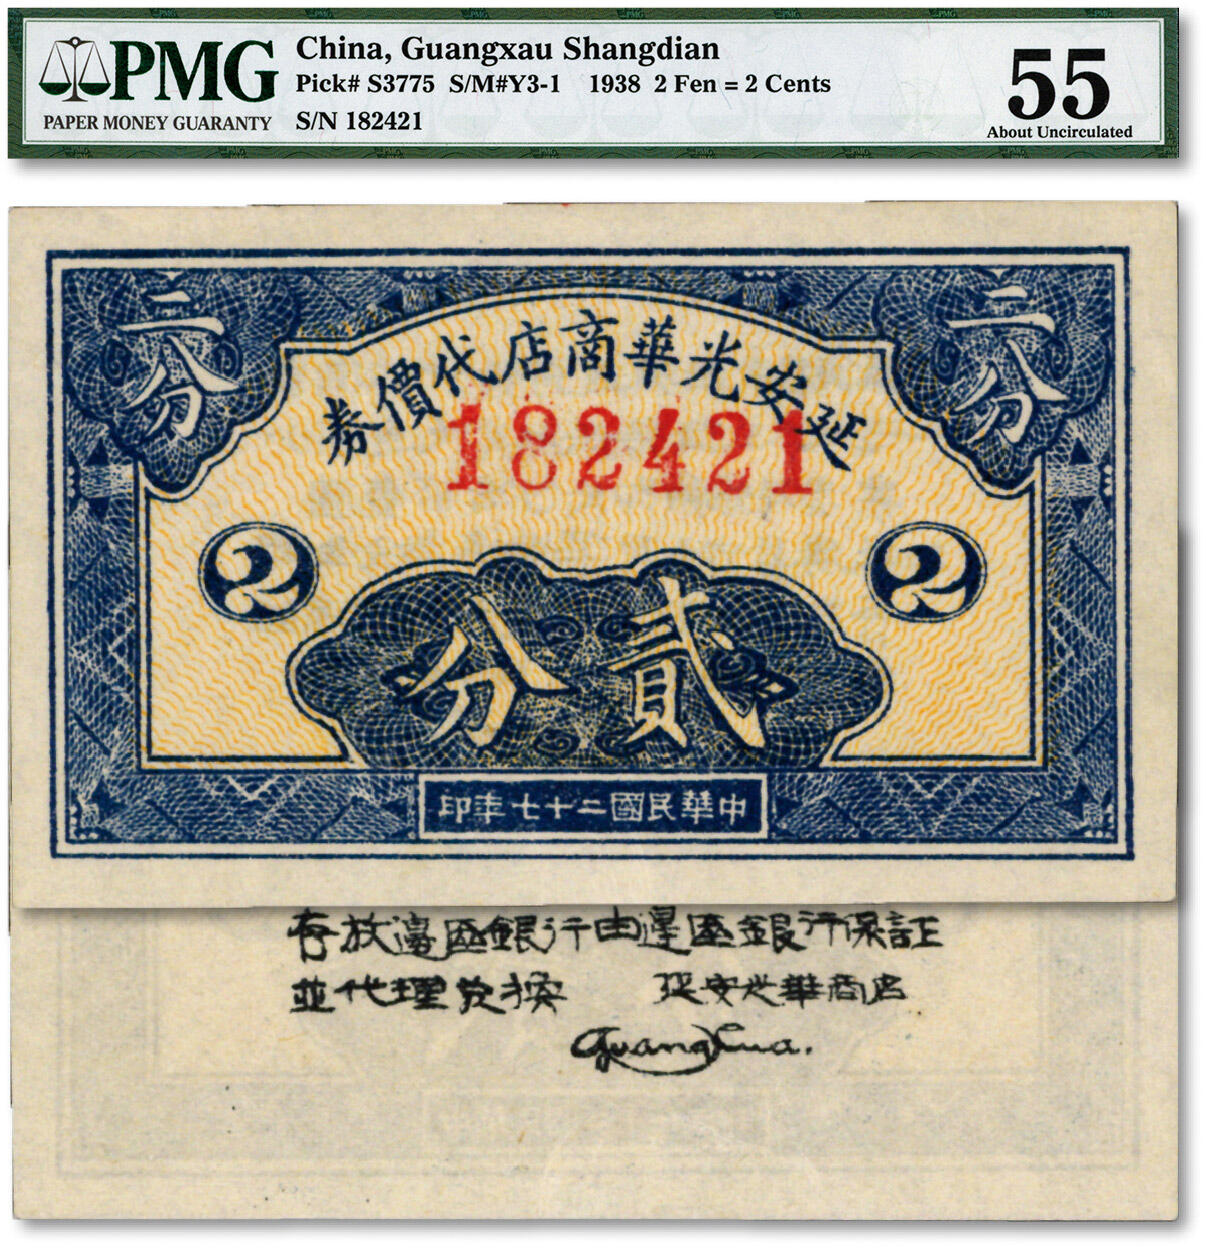 PMG
PAPER MONEY GUARANTY
China, Guangxau Shangdian
Pick# S3775 S/M#Y3-1 1938 2 Fen = 2 Cents
S/N 182421
55
About Uncirculated
二分
二分
延安光華商店代價券
182421
2
2
貳分
中華民國二十七年印
存放邊區銀行由邊區銀行保証
並代理兌換 延安光華商店
GuangHua.